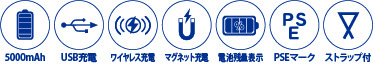 PS
E
5000mAh
USB充電
ワイヤレス充電
マグネット充電
電池残量表示
PSEマーク
ストラップ付